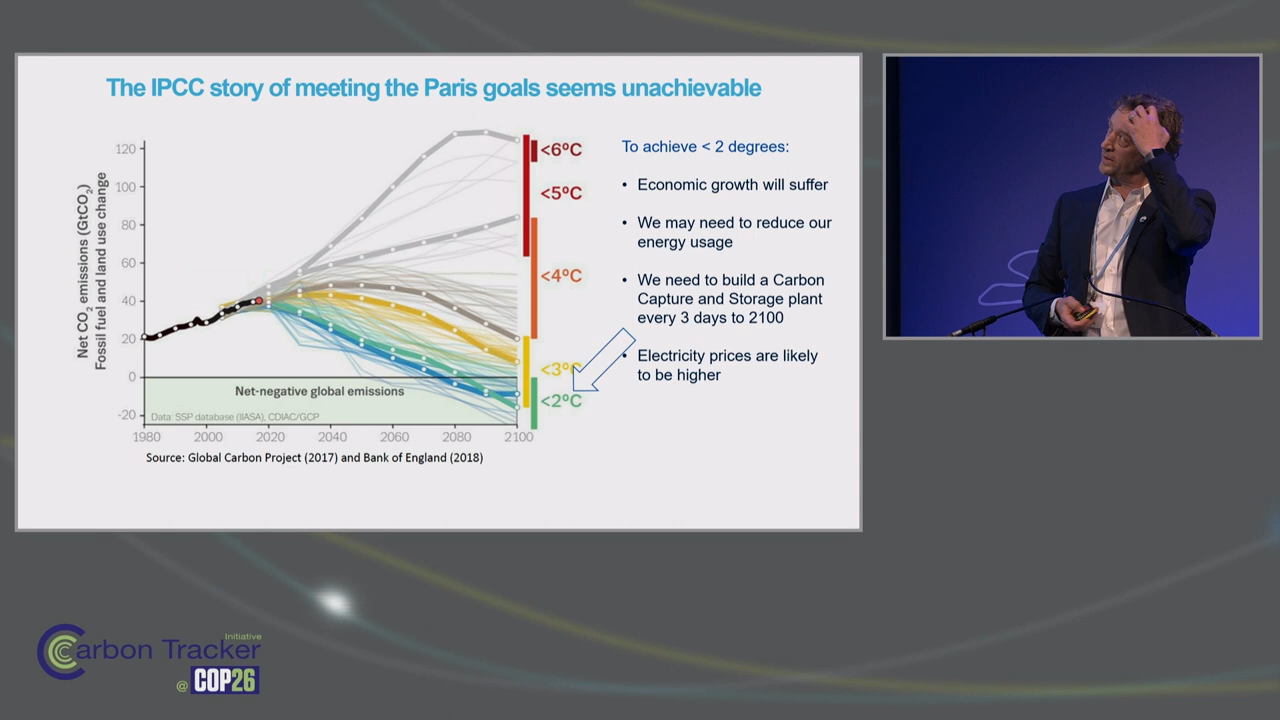 The IPCC story of meeting the Paris goals seems unachievable
Net CO2 emissions (GtCO2)
Fossil fuel and land use change
120
100
80
60
40
20
0
-20
Net-negative global emissions
Data: SSP database (IIASA), CDIAC/GCP
1980
2000
2020
2040
2060
2080
2100
<6ºC
<5ºC
<4ºC
<3ºC
<2ºC
Source: Global Carbon Project (2017) and Bank of England (2018)
To achieve < 2 degrees:
• Economic growth will suffer
• We may need to reduce our
energy usage
• We need to build a Carbon
Capture and Storage plant
every 3 days to 2100
• Electricity prices are likely
to be higher
Carbon Tracker
Initiative
@ COP26